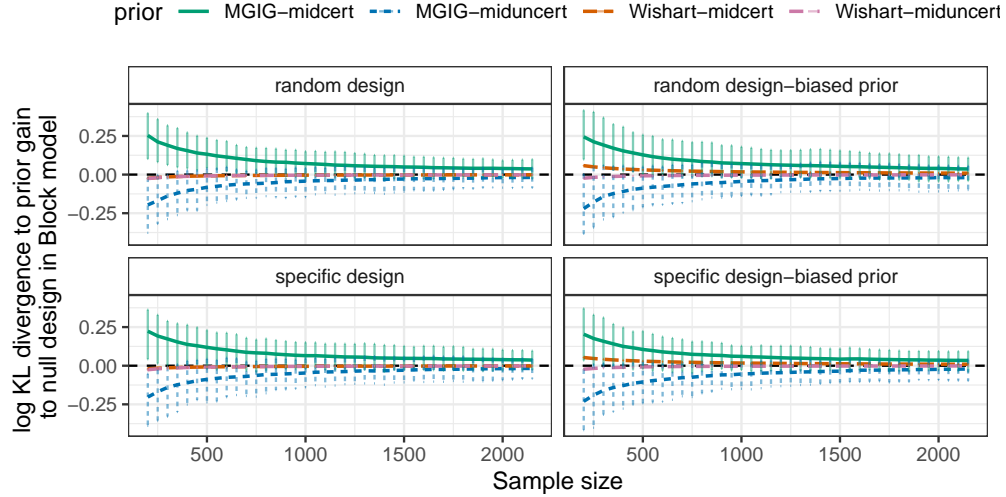 prior MGIG−midcert MGIG−miduncert Wishart−midcert Wishart−miduncert
random design random design−biased prior
0.25
0.00
−0.25
specific design specific design−biased prior
0.25
0.00
−0.25
500 1000 1500 2000 500 1000 1500 2000
Sample size
log KL divergence to prior gain
to null design in Block model